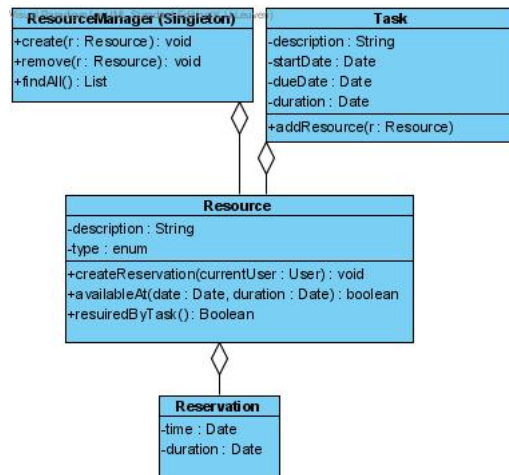 ResourceManager (Singleton)
+create(r : Resource) : void
+remove(r : Resource) : void
+findAll() : List
Task
-description : String
-startDate : Date
-dueDate : Date
-duration : Date
+addResource(r : Resource)
Resource
-description : String
-type : enum
+createReservation(currentUser : User) : void
+availableAt(date : Date, duration : Date) : boolean
+resuiredByTask() : Boolean
Reservation
-time : Date
-duration : Date